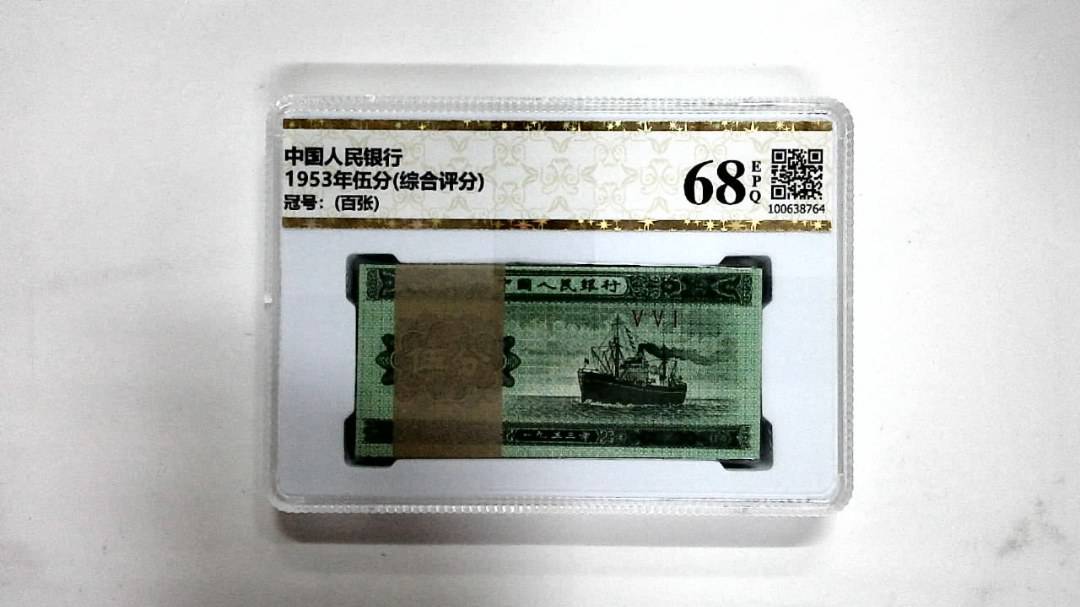 中国人民银行
1953年伍分(综合评分)
冠号：(百张)
68
EPQ
100638764
中国人民银行
VVI
伍分
一九五三年